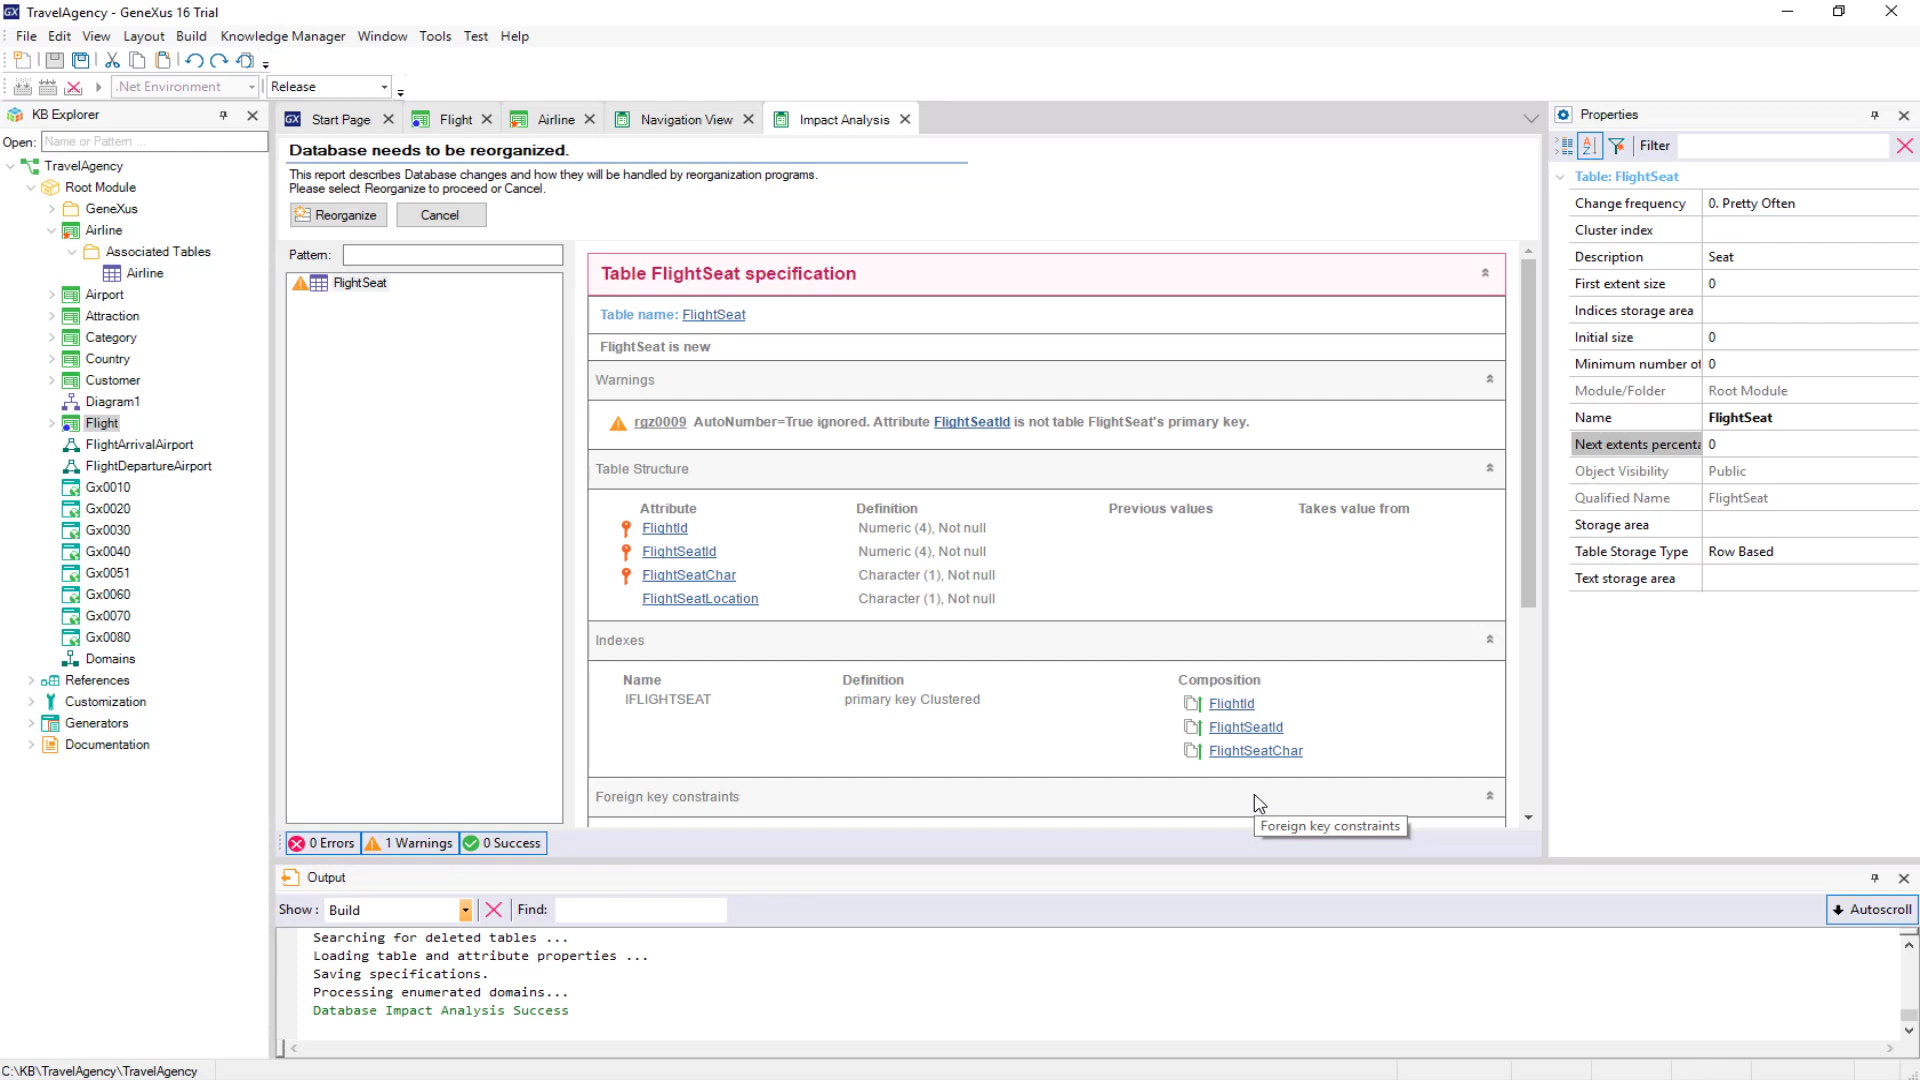 TravelAgency - GeneXus 16 Trial
File Edit View Layout Build Knowledge Manager Window Tools Test Help
.Net Environment Release
KB Explorer
Open: Name or Pattern ...
TravelAgency
Root Module
GeneXus
Airline
Associated Tables
Airline
Airport
Attraction
Category
Country
Customer
Diagram1
Flight
FlightArrivalAirport
FlightDepartureAirport
Gx0010
Gx0020
Gx0030
Gx0040
Gx0051
Gx0060
Gx0070
Gx0080
Domains
References
Customization
Generators
Documentation
Start Page Flight Airline Navigation View Impact Analysis
Database needs to be reorganized.
This report describes Database changes and how they will be handled by reorganization programs.
Please select Reorganize to proceed or Cancel.
Reorganize Cancel
Pattern:
FlightSeat
Table FlightSeat specification
Table name: FlightSeat
FlightSeat is new
Warnings
rgz0009 AutoNumber=True ignored. Attribute FlightSeatId is not table FlightSeat's primary key.
Table Structure
Attribute Definition Previous values Takes value from
FlightId Numeric (4), Not null
FlightSeatId Numeric (4), Not null
FlightSeatChar Character (1), Not null
FlightSeatLocation Character (1), Not null
Indexes
Name Definition Composition
IFLIGHTSEAT primary key Clustered FlightId
FlightSeatId
FlightSeatChar
Foreign key constraints
Foreign key constraints
0 Errors 1 Warnings 0 Success
Output
Show : Build Find: Autoscroll
Searching for deleted tables ...
Loading table and attribute properties ...
Saving specifications.
Processing enumerated domains...
Database Impact Analysis Success
Properties
Filter
Table: FlightSeat
Change frequency 0. Pretty Often
Cluster index
Description Seat
First extent size 0
Indices storage area
Initial size 0
Minimum number of 0
Module/Folder Root Module
Name FlightSeat
Next extents percenta 0
Object Visibility Public
Qualified Name FlightSeat
Storage area
Table Storage Type Row Based
Text storage area
C:\KB\TravelAgency\TravelAgency